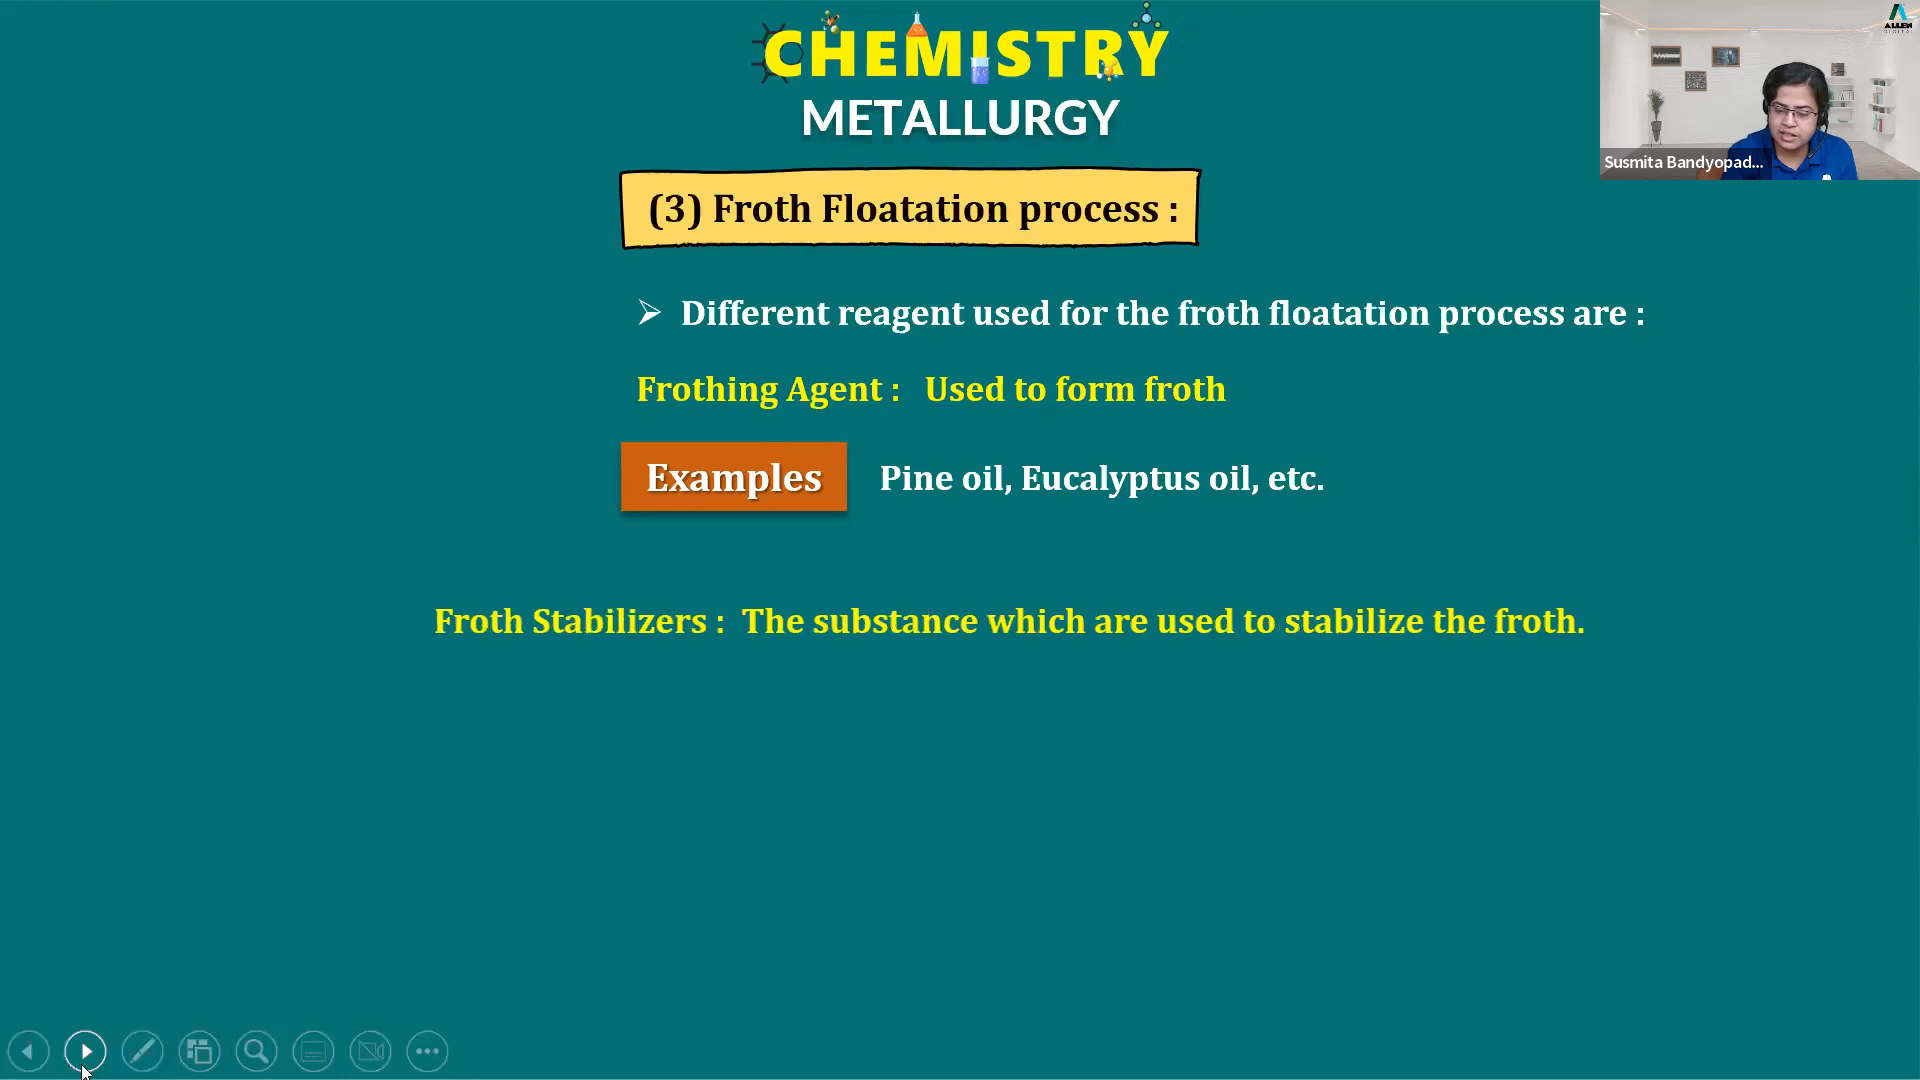 CHEMISTRY
METALLURGY
ALLEN
DIGITAL
Susmita Bandyopad...
(3) Froth Floatation process :
➢ Different reagent used for the froth floatation process are :
Frothing Agent : Used to form froth
Examples Pine oil, Eucalyptus oil, etc.
Froth Stabilizers : The substance which are used to stabilize the froth.